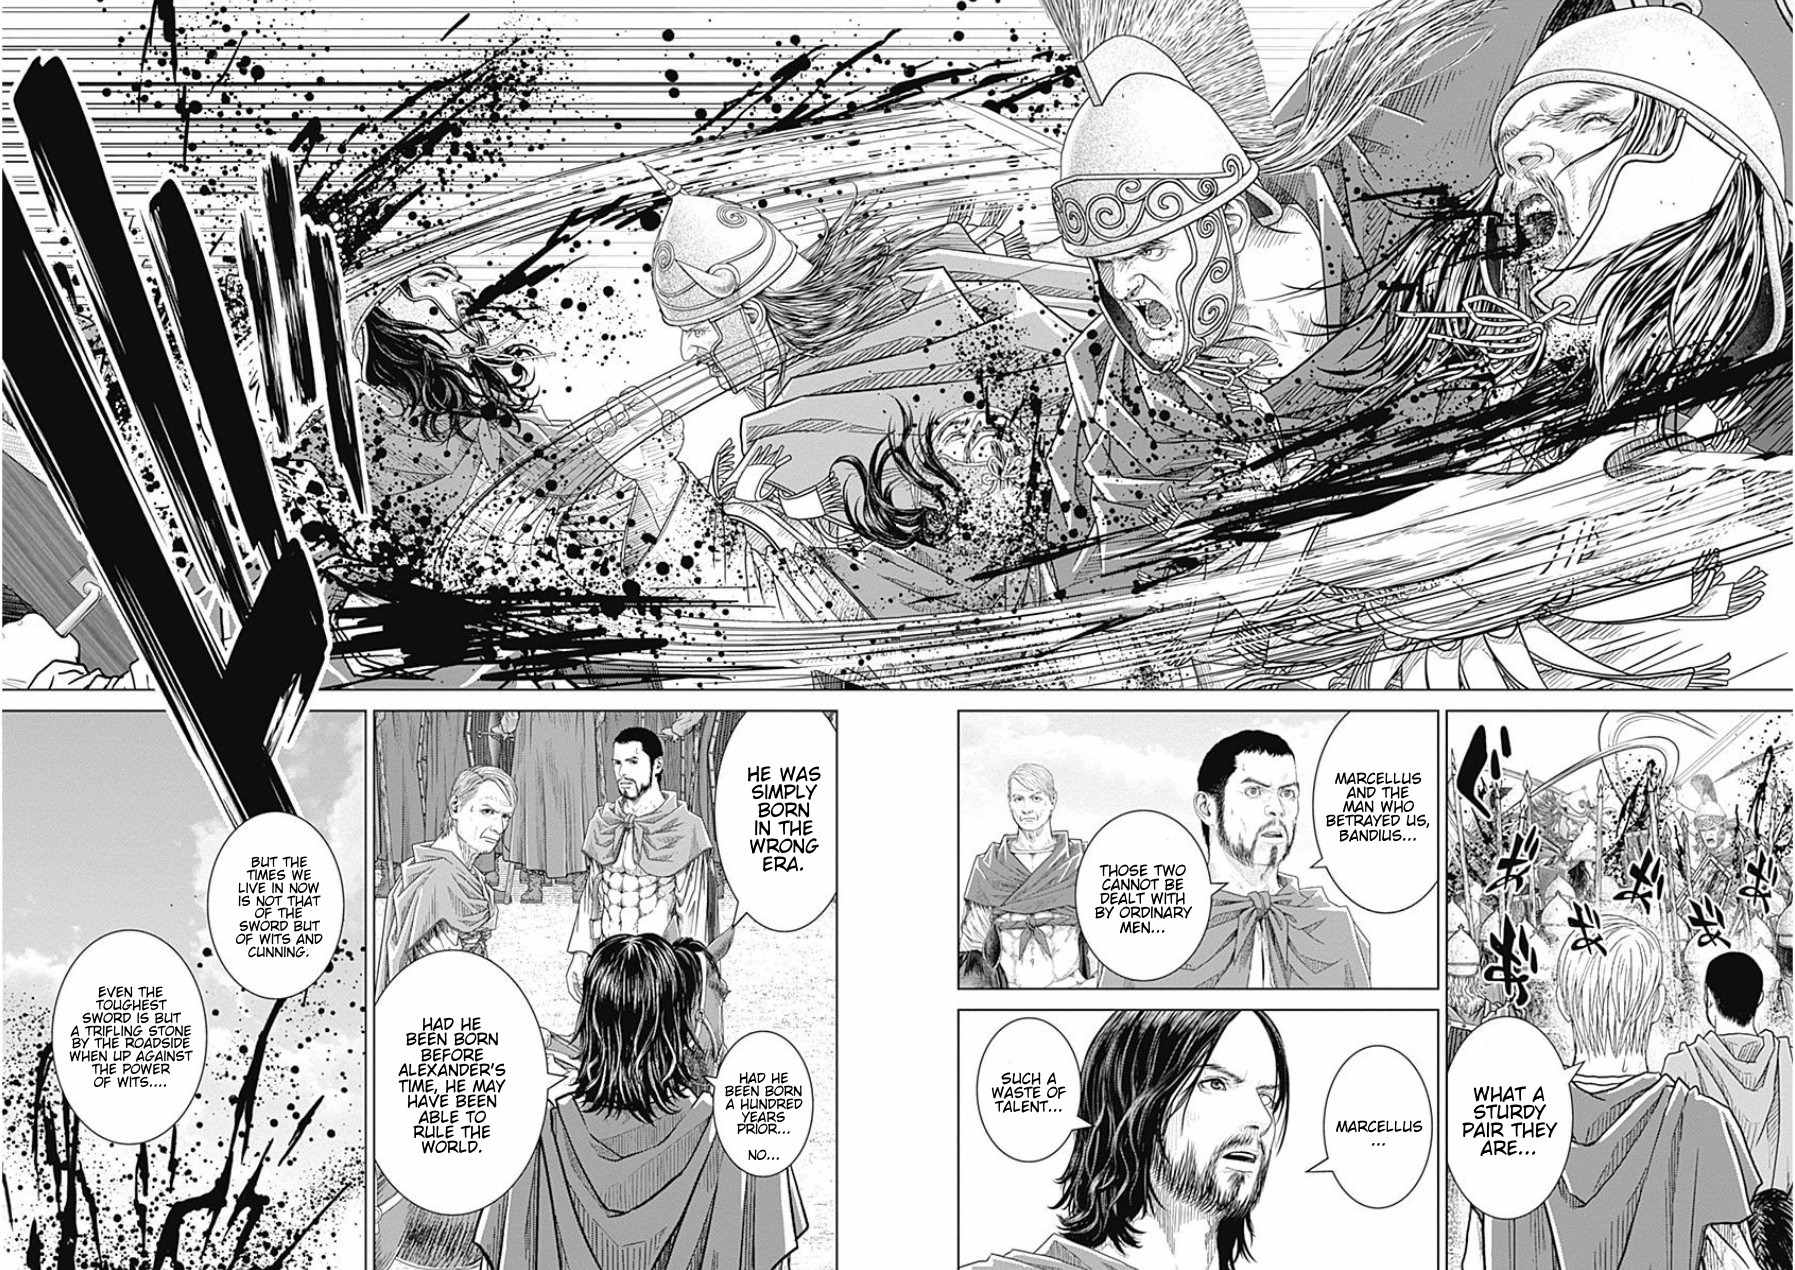 ズ
ギ
ギ
ギ
ギ
WHAT A
STURDY
PAIR THEY
ARE...
MARCELLUS
AND THE
MAN WHO
BETRAYED US,
BANDIUS...
THOSE TWO
CANNOT BE
DEALT WITH
BY ORDINARY
MEN...
MARCELLUS
...
SUCH A
WASTE OF
TALENT...
HE WAS
SIMPLY
BORN
IN THE
WRONG
ERA.
HAD HE
BEEN BORN
A HUNDRED
YEARS
PRIOR...
NO...
HAD HE
BEEN BORN
BEFORE
ALEXANDER'S
TIME, HE MAY
HAVE BEEN
ABLE TO
RULE THE
WORLD.
BUT THE
TIMES WE
LIVE IN NOW
IS NOT THAT
OF THE
SWORD BUT
OF WITS AND
CUNNING.
EVEN THE
TOUGHEST
SWORD IS BUT
A TRIFLING STONE
BY THE ROADSIDE
WHEN UP AGAINST
THE POWER
OF WITS....